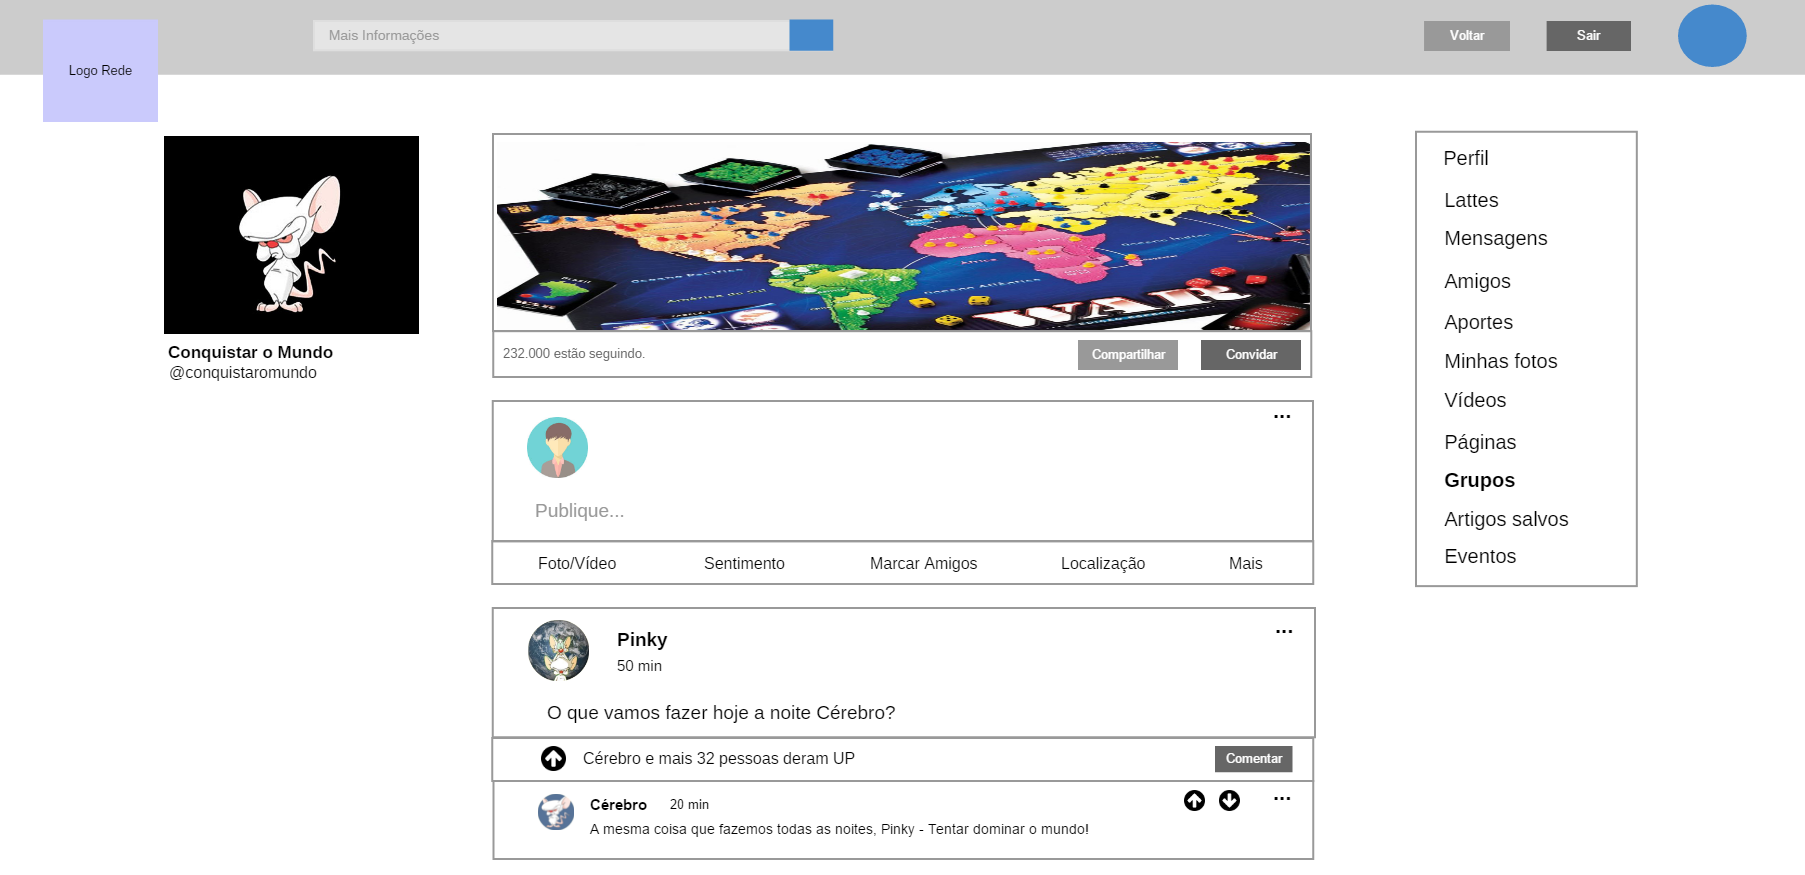 Logo Rede
Mais Informações
Voltar
Sair
Conquistar o Mundo
@conquistaromundo
WAR
232.000 estão seguindo.
Compartilhar
Convidar
...
Publique...
Foto/Vídeo
Sentimento
Marcar Amigos
Localização
Mais
Pinky
50 min
...
O que vamos fazer hoje a noite Cérebro?
Cérebro e mais 32 pessoas deram UP
Comentar
Cérebro
20 min
...
A mesma coisa que fazemos todas as noites, Pinky - Tentar dominar o mundo!
Perfil
Lattes
Mensagens
Amigos
Aportes
Minhas fotos
Vídeos
Páginas
Grupos
Artigos salvos
Eventos